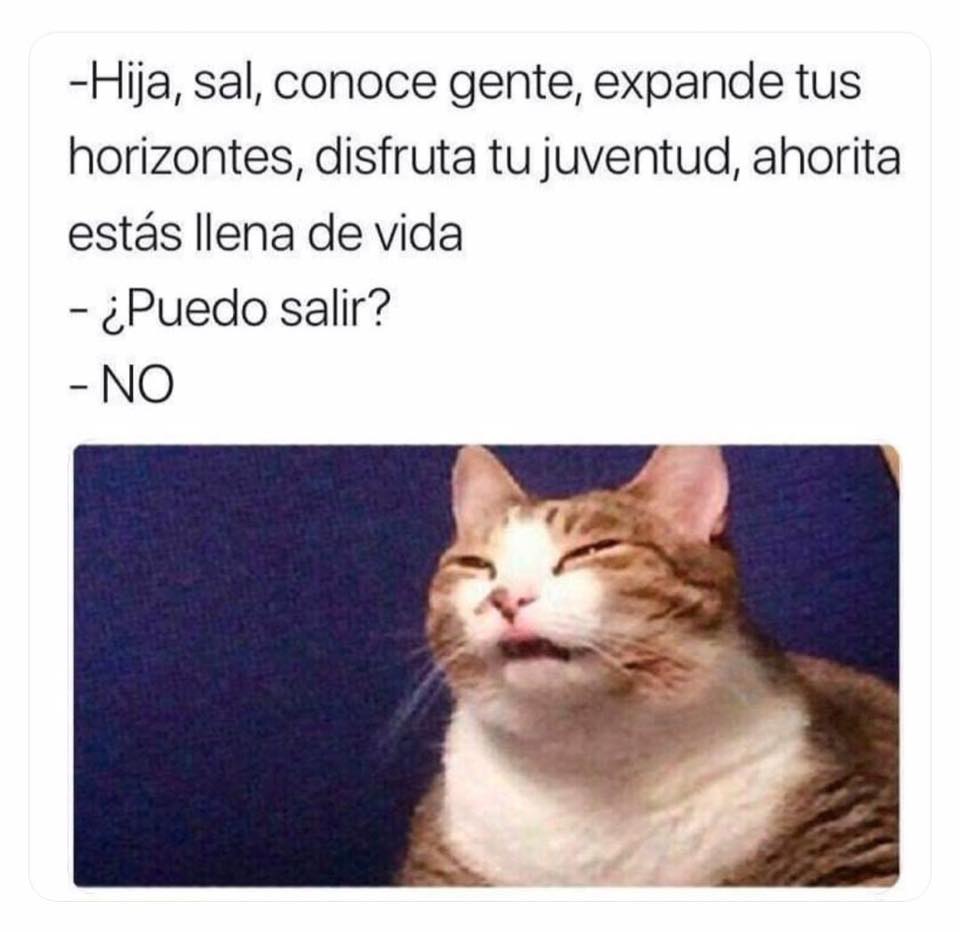 -Hija, sal, conoce gente, expande tus
horizontes, disfruta tu juventud, ahorita
estás llena de vida
- ¿Puedo salir?
- NO